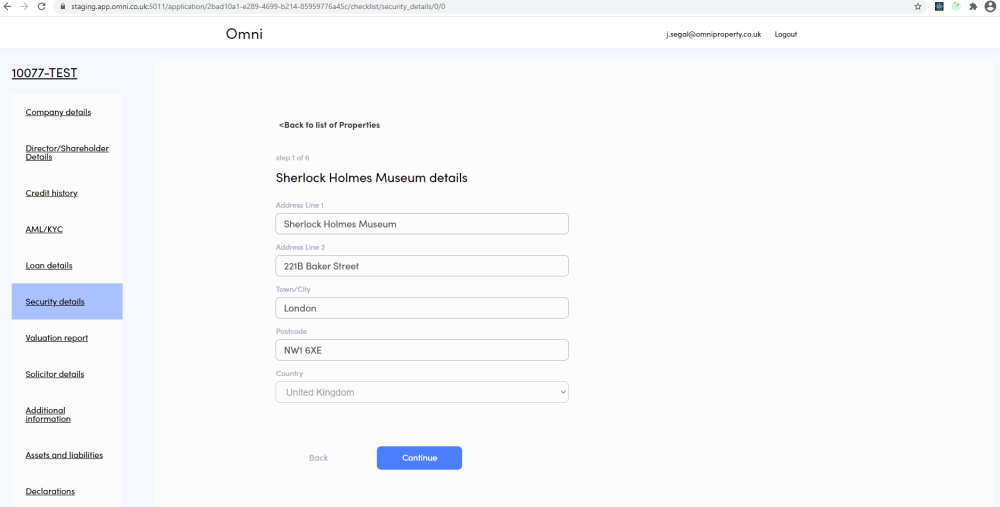 staging.app.omni.co.uk:5011/application/2bad10a1-e289-4699-b214-85959776a45c/checklist/security_details/0/0
Omni
j.segal@omniproperty.co.uk
Logout
10077-TEST
Company details
Director/Shareholder
Details
Credit history
AML/KYC
Loan details
Security details
Valuation report
Solicitor details
Additional
information
Assets and liabilities
Declarations
<Back to list of Properties
step 1 of 6
Sherlock Holmes Museum details
Address Line 1
Sherlock Holmes Museum
Address Line 2
221B Baker Street
Town/City
London
Postcode
NW1 6XE
Country
United Kingdom
Back
Continue